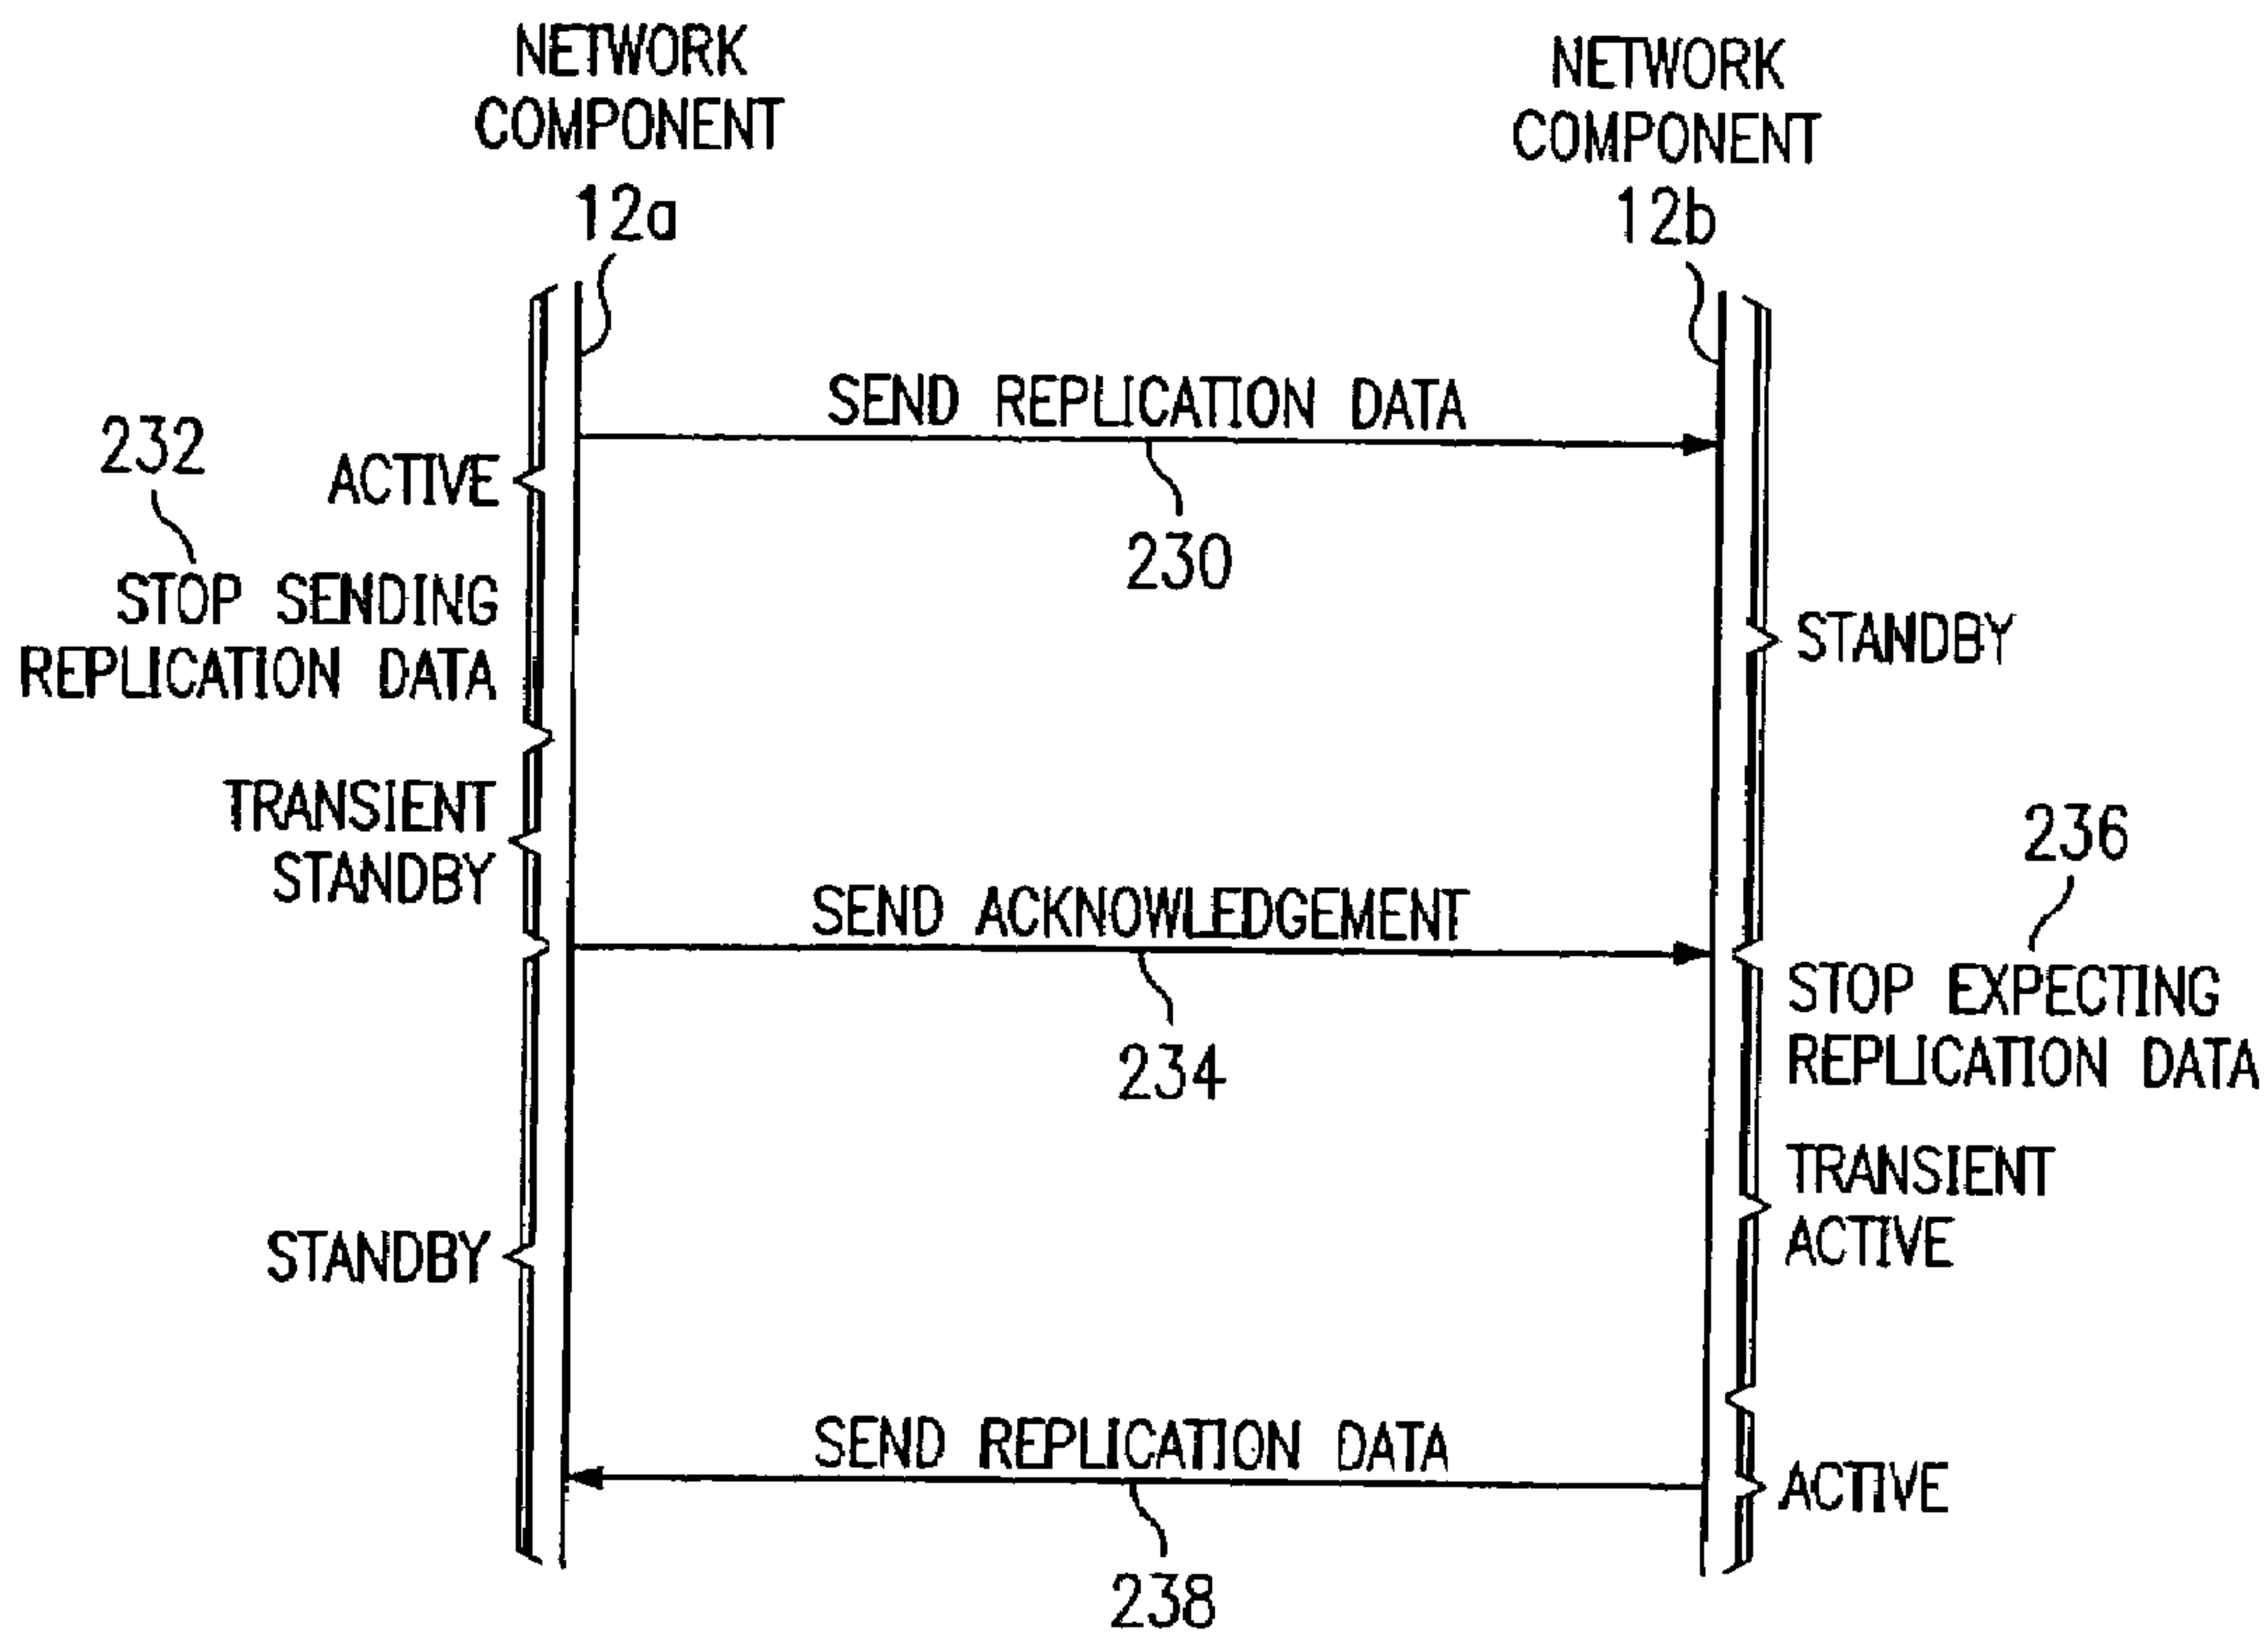 NETWORK
COMPONENT
12a
NETWORK
COMPONENT
12b
SEND REPLICATION DATA
230
232
ACTIVE
STOP SENDING
REPLICATION DATA
STANDBY
TRANSIENT
STANDBY
236
SEND ACKNOWLEDGEMENT
234
STOP EXPECTING
REPLICATION DATA
TRANSIENT
ACTIVE
STANDBY
SEND REPLICATION DATA
238
ACTIVE